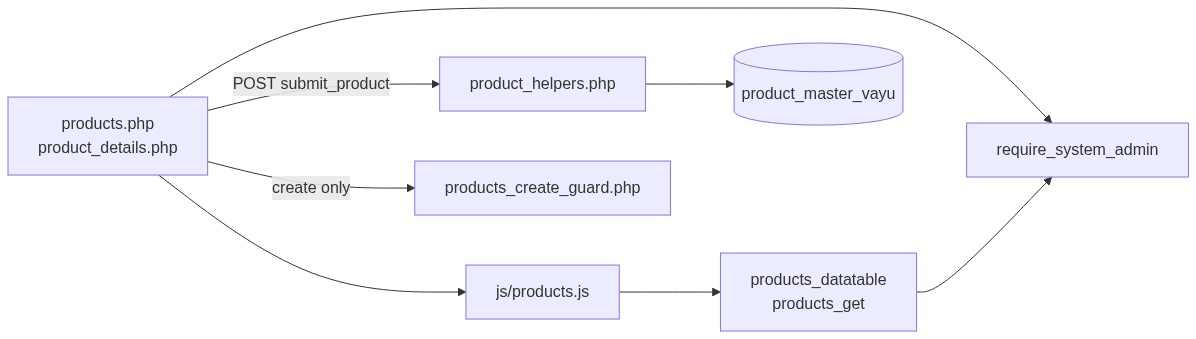 products.php
product_details.php
POST submit_product
create only
product_helpers.php
products_create_guard.php
js/products.js
product_master_vayu
products_datatable
products_get
require_system_admin